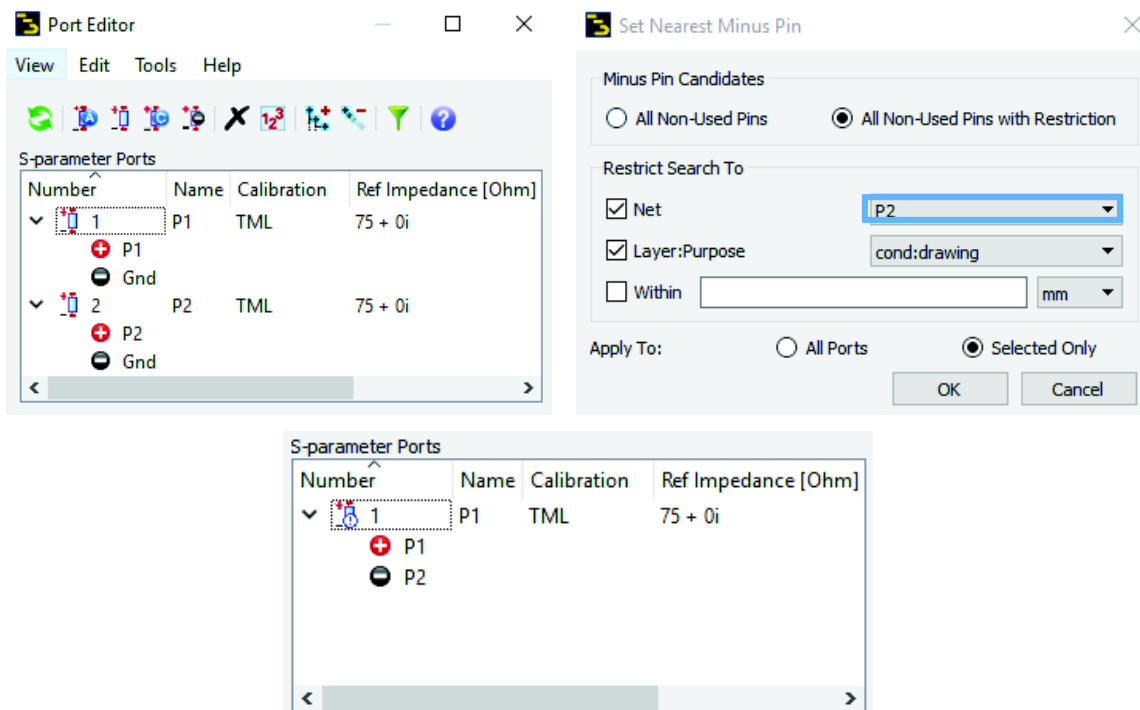 Port Editor
View Edit Tools Help
S-parameter Ports
Number Name Calibration Ref Impedance [Ohm]
1 P1 TML 75 + 0i
P1
Gnd
2 P2 TML 75 + 0i
P2
Gnd
Set Nearest Minus Pin
Minus Pin Candidates
All Non-Used Pins All Non-Used Pins with Restriction
Restrict Search To
Net P2
Layer:Purpose cond:drawing
Within mm
Apply To: All Ports Selected Only
OK Cancel
S-parameter Ports
Number Name Calibration Ref Impedance [Ohm]
1 P1 TML 75 + 0i
P1
P2